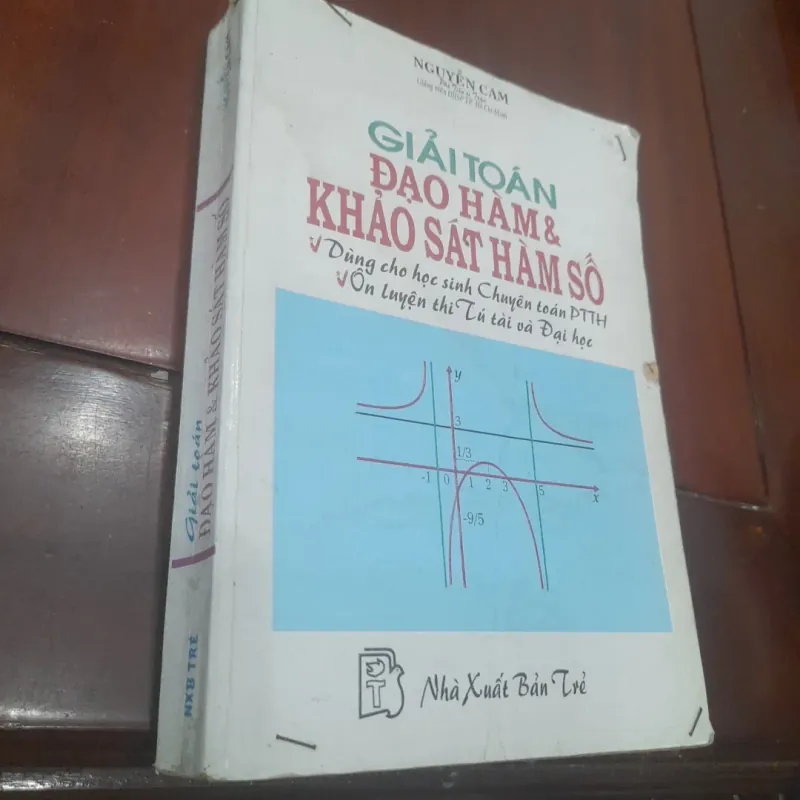 NGUYỄN CAM
GIẢI TOÁN
ĐẠO HÀM &
KHẢO SÁT HÀM SỐ
Dùng cho học sinh Chuyên toán PTTH
Ôn luyện thi Tú tài và Đại học
y
3
1/3
-1 0 1 2 3 5
x
-9/5
Nhà Xuất Bản Trẻ
Giải toán
ĐẠO HÀM & KHẢO SÁT HÀM SỐ
NXB TRẺ